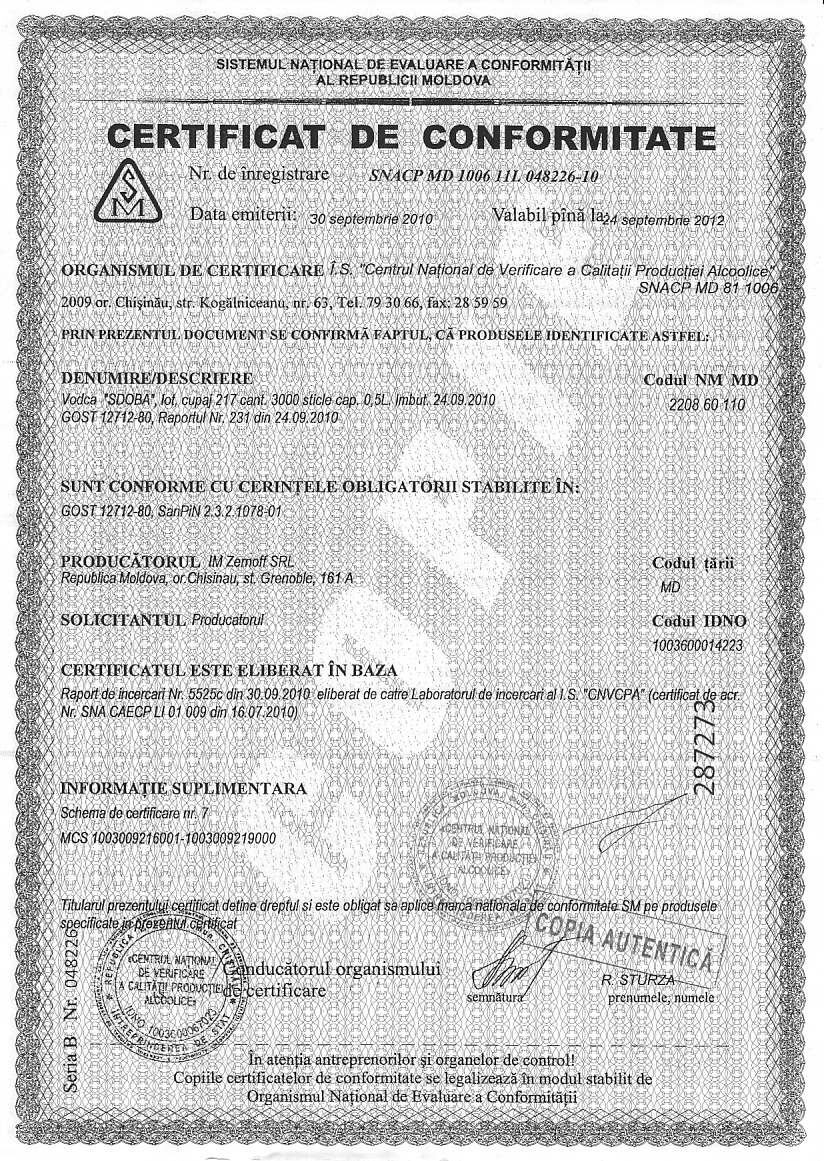 SISTEMUL NAȚIONAL DE EVALUARE A CONFORMITĂȚII
AL REPUBLICII MOLDOVA
CERTIFICAT DE CONFORMITATE
SM
Nr. de înregistrare SNACP MD 1006 11L 048226-10
Data emiterii: 30 septembrie 2010 Valabil pînă la 24 septembrie 2012
ORGANISMUL DE CERTIFICARE Î.S. "Centrul Național de Verificare a Calitații Producției Alcoolice"
SNACP MD 81 1006
2009 or. Chișinău, str. Kogâlniceanu, nr. 63, Tel. 79 30 66, fax: 28 59 59
PRIN PREZENTUL DOCUMENT SE CONFIRMĂ FAPTUL, CĂ PRODUSELE IDENTIFICATE ASTFEL:
DENUMIRE/DESCRIERE Codul NM MD
Vodca "SDOBA", lot, cupaj 217 cant. 3000 sticle cap. 0,5L. Imbut. 24.09.2010
2208 60 110
GOST 12712-80, Raportul Nr. 231 din 24.09.2010
SUNT CONFORME CU CERINȚELE OBLIGATORII STABILITE ÎN:
GOST 12712-80, SanPiN 2.3.2.1078-01
PRODUCĂTORUL IM Zernoff SRL Codul țării
Republica Moldova, or.Chisinau, st. Grenoble, 161 A
MD
SOLICITANTUL Producatorul Codul IDNO
1003600014223
CERTIFICATUL ESTE ELIBERAT ÎN BAZA
Raport de incercari Nr. 5525c din 30.09.2010 eliberat de catre Laboratorul de incercari al I.S. "CNVCPA" (certificat de acr.
Nr. SNA CAECP LI 01 009 din 16.07.2010)
287273
INFORMAȚIE SUPLIMENTARA
Schema de certificare nr. 7
MCS 1003009216001-1003009219000
«CENTRUL NAȚIONAL
DE VERIFICARE
A CALITĂȚII PRODUCȚIEI
ALCOOLICE»
Titularul prezentului certificat detine dreptul si este obligat sa aplice marca nationala de conformitate SM pe produsele
specificate in prezentul certificat
COPIA AUTENTICĂ
«CENTRUL NAȚIONAL
DE VERIFICARE
A CALITĂȚII PRODUCȚIEI
ALCOOLICE»
REPUBLICA
IDNO 1003600067023
ÎNTREPRINDEREA DE STAT
Conducătorul organismului
de certificare
R. STURZA
semnătura prenumele, numele
Seria B Nr. 048226
În atenția antreprenorilor și organelor de control!
Copiile certificatelor de conformitate se legalizează în modul stabilit de
Organismul Național de Evaluare a Conformității
COPIE